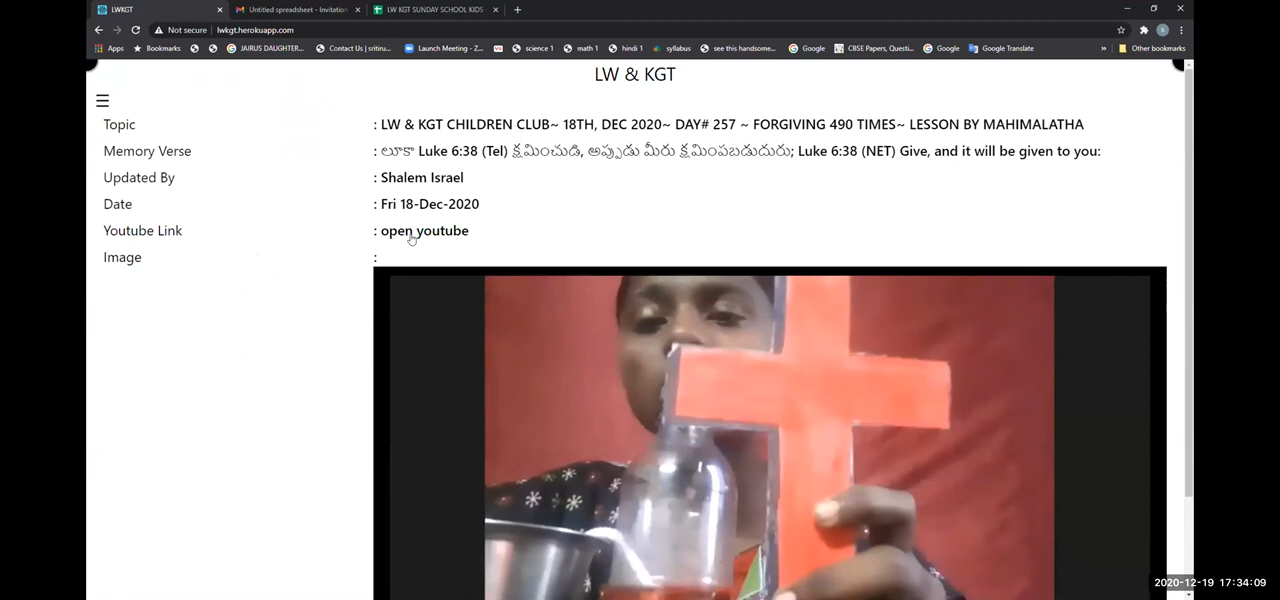 LWKGT
Untitled spreadsheet - Invitation
LW KGT SUNDAY SCHOOL KIDS -
Not secure | lwkgt.herokuapp.com
Apps Bookmarks JAIRUS DAUGHTER... Contact Us | sritiru... Launch Meeting - Z... science 1 math 1 hindi 1 syllabus see this handsome... Google CBSE Papers, Questi... Google Google Translate » Other bookmarks
LW & KGT
Topic : LW & KGT CHILDREN CLUB~ 18TH, DEC 2020~ DAY# 257 ~ FORGIVING 490 TIMES~ LESSON BY MAHIMALATHA
Memory Verse : లూకా Luke 6:38 (Tel) క్షమించుడి, అప్పుడు మీరు క్షమింపబడుదురు; Luke 6:38 (NET) Give, and it will be given to you:
Updated By : Shalem Israel
Date : Fri 18-Dec-2020
Youtube Link : open youtube
Image :
2020-12-19 17:34:09